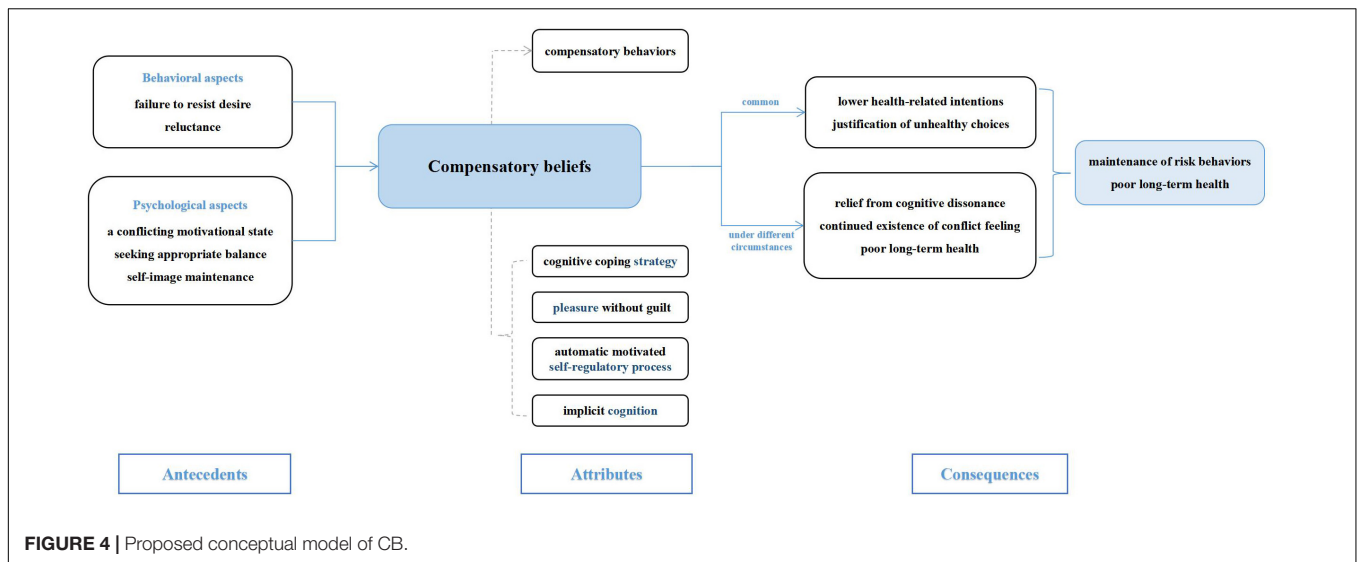 Behavioral aspects
failure to resist desire
reluctance
Psychological aspects
a conflicting motivational state
seeking appropriate balance
self-image maintenance
compensatory behaviors
Compensatory beliefs
cognitive coping strategy
pleasure without guilt
automatic motivated
self-regulatory process
implicit cognition
common
lower health-related intentions
justification of unhealthy choices
under different
circumstances
relief from cognitive dissonance
continued existence of conflict feeling
poor long-term health
maintenance of risk behaviors
poor long-term health
Antecedents
Attributes
Consequences
FIGURE 4 | Proposed conceptual model of CB.